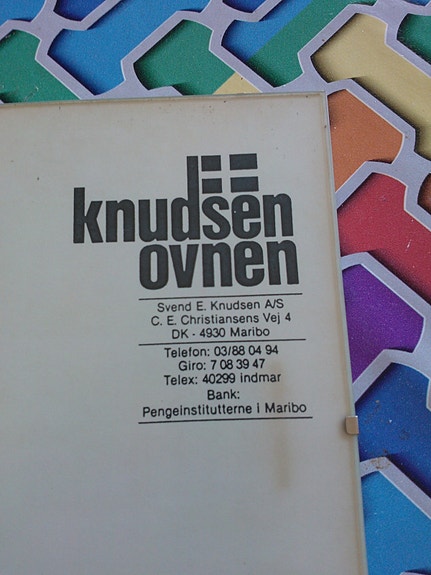 knudsen
ovnen
Svend E. Knudsen A/S
C. E. Christiansens Vej 4
DK - 4930 Maribo
Telefon: 03/88 04 94
Giro: 7 08 39 47
Telex: 40299 indmar
Bank:
Pengeinstitutterne i Maribo